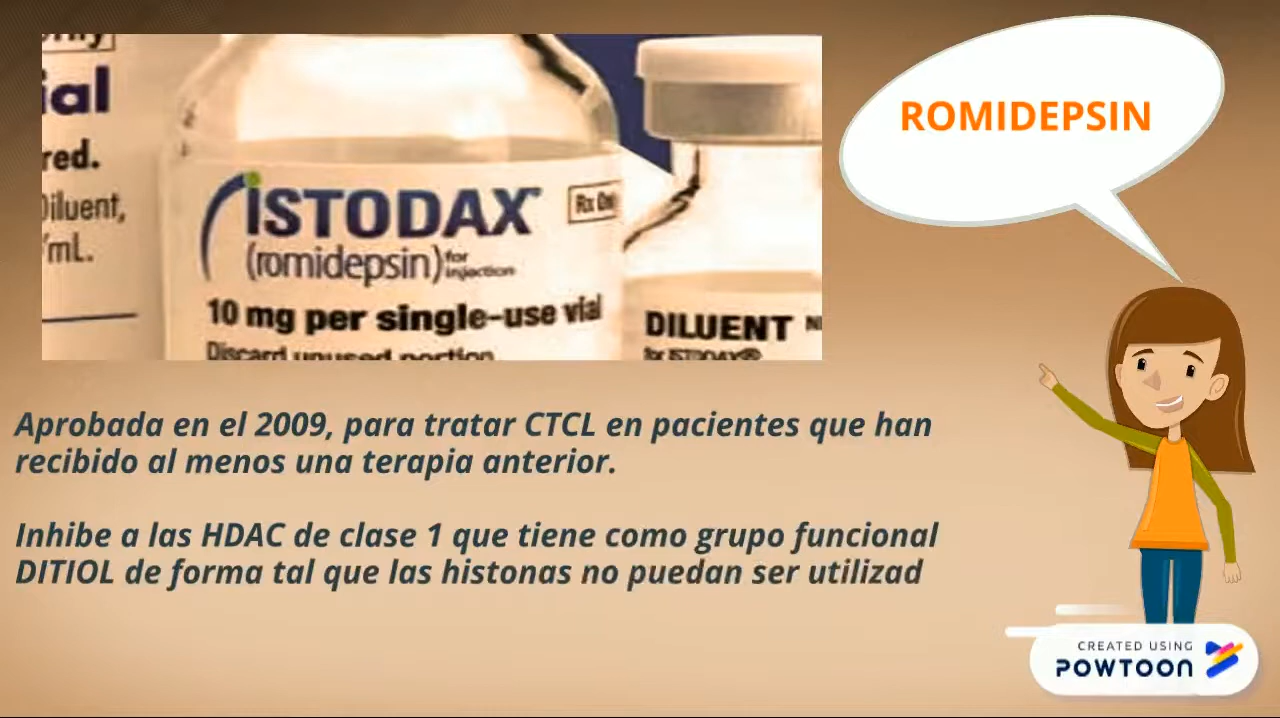 ial
red.
Diluent,
mL.
ISTODAX
Rx Only
(romidepsin) for injection
10 mg per single-use vial
Discard unused portion
DILUENT
for ISTODAX®
ROMIDEPSIN
Aprobada en el 2009, para tratar CTCL en pacientes que han
recibido al menos una terapia anterior.
Inhibe a las HDAC de clase 1 que tiene como grupo funcional
DITIOL de forma tal que las histonas no puedan ser utilizad
CREATED USING
POWTOON